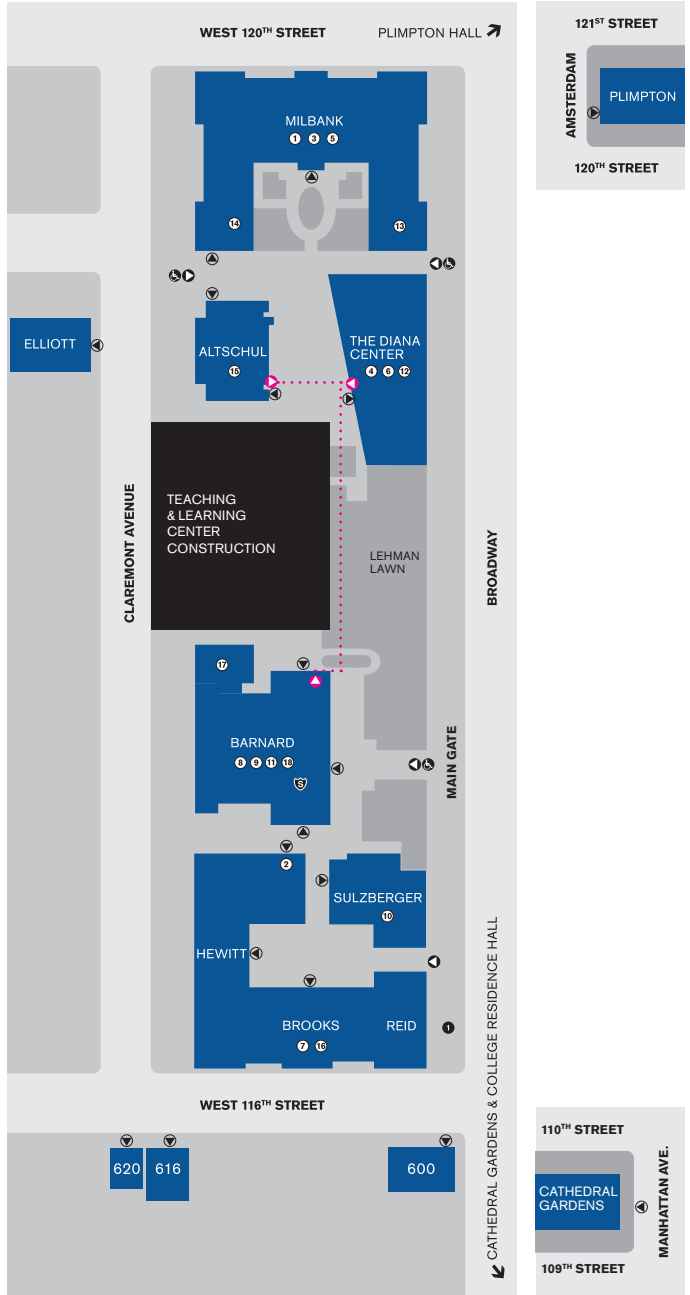 WEST 120TH STREET
PLIMPTON HALL
121ST STREET
AMSTERDAM
PLIMPTON
120TH STREET
MILBANK
1 3 5
14
13
ELLIOTT
ALTSCHUL
15
THE DIANA
CENTER
4 6 12
CLAREMONT AVENUE
TEACHING
& LEARNING
CENTER
CONSTRUCTION
LEHMAN
LAWN
BROADWAY
17
BARNARD
8 9 11 18
S
MAIN GATE
2
SULZBERGER
10
HEWITT
BROOKS
7 16
REID
1
CATHEDRAL GARDENS & COLLEGE RESIDENCE HALL
WEST 116TH STREET
620
616
600
110TH STREET
CATHEDRAL
GARDENS
MANHATTAN AVE.
109TH STREET